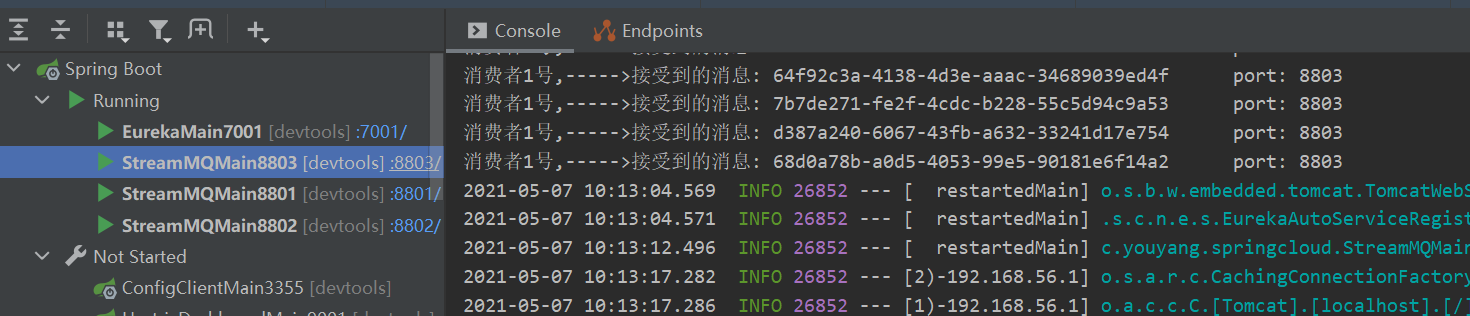 Console Endpoints
Spring Boot
Running
EurekaMain7001 [devtools] :7001/
StreamMQMain8803 [devtools] :8803/
StreamMQMain8801 [devtools] :8801/
StreamMQMain8802 [devtools] :8802/
Not Started
ConfigClientMain3355 [devtools]
消费者1号,----->接受到的消息: 64f92c3a-4138-4d3e-aaac-34689039ed4f port: 8803
消费者1号,----->接受到的消息: 7b7de271-fe2f-4cdc-b228-55c5d94c9a53 port: 8803
消费者1号,----->接受到的消息: d387a240-6067-43fb-a632-33241d17e754 port: 8803
消费者1号,----->接受到的消息: 68d0a78b-a0d5-4053-99e5-90181e6f14a2 port: 8803
2021-05-07 10:13:04.569 INFO 26852 --- [ restartedMain] o.s.b.w.embedded.tomcat.TomcatWebS
2021-05-07 10:13:04.571 INFO 26852 --- [ restartedMain] .s.c.n.e.s.EurekaAutoServiceRegist
2021-05-07 10:13:12.496 INFO 26852 --- [ restartedMain] c.youyang.springcloud.StreamMQMain
2021-05-07 10:13:17.282 INFO 26852 --- [2)-192.168.56.1] o.s.a.r.c.CachingConnectionFactory
2021-05-07 10:13:17.286 INFO 26852 --- [1)-192.168.56.1] o.a.c.c.C.[Tomcat].[localhost].[/]